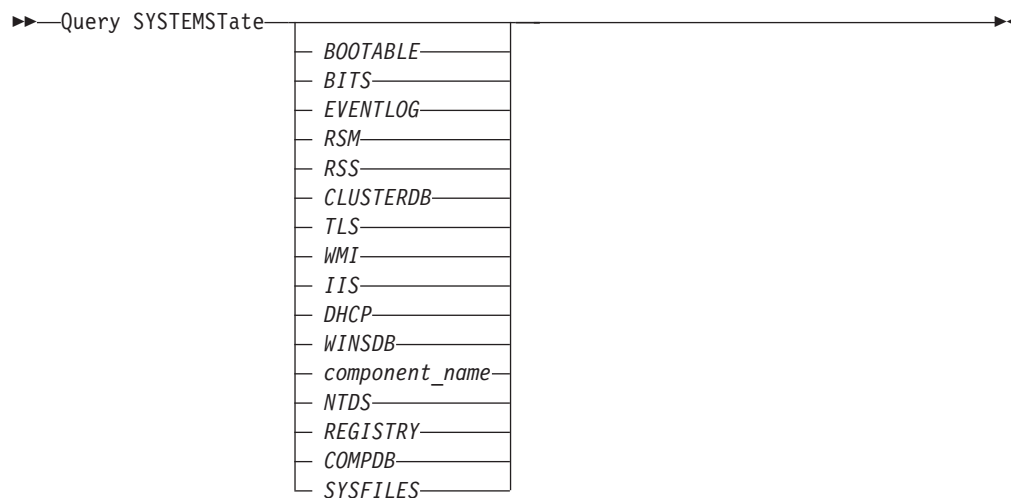 Query SYSTEMSTate
BOOTABLE
BITS
EVENTLOG
RSM
RSS
CLUSTERDB
TLS
WMI
IIS
DHCP
WINSDB
component_name
NTDS
REGISTRY
COMPDB
SYSFILES